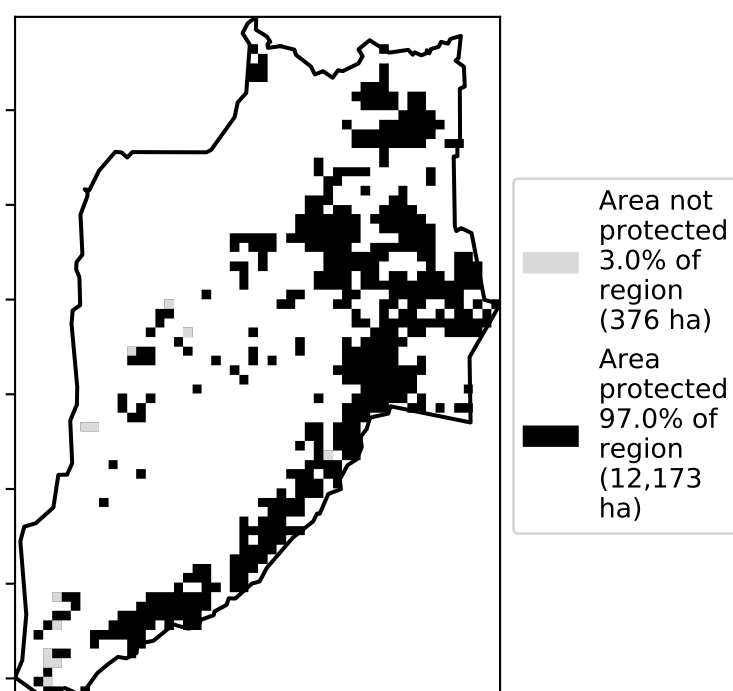 Area not
protected
3.0% of
region
(376 ha)
Area
protected
97.0% of
region
(12,173
ha)